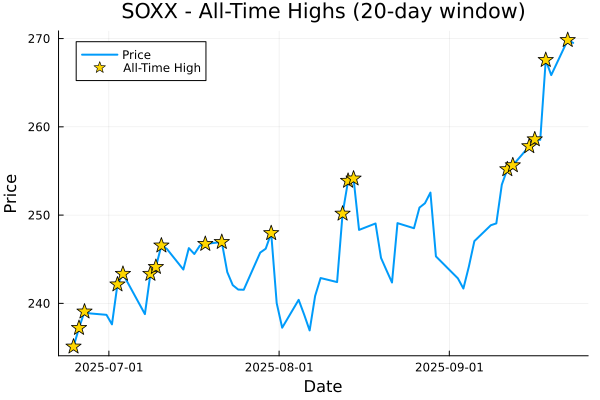 SOXX - All-Time Highs (20-day window)
270
Price
All-Time High
260
250
240
Price
2025-07-01
2025-08-01
2025-09-01
Date